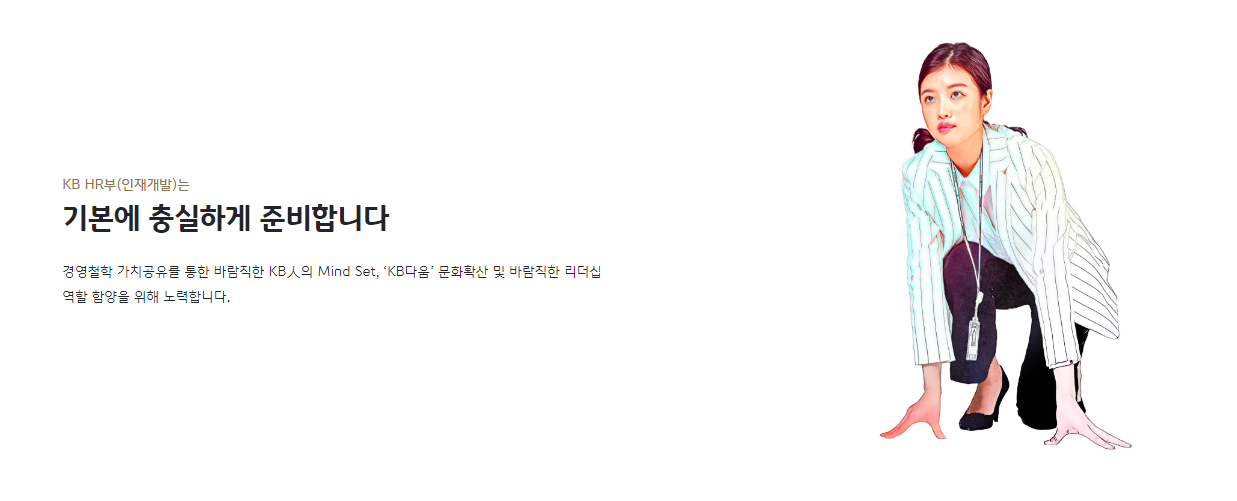 KB HR부(인재개발)는
기본에 충실하게 준비합니다
경영철학 가치공유를 통한 바람직한 KB人의 Mind Set, ‘KB다움’ 문화확산 및 바람직한 리더십
역할 함양을 위해 노력합니다.